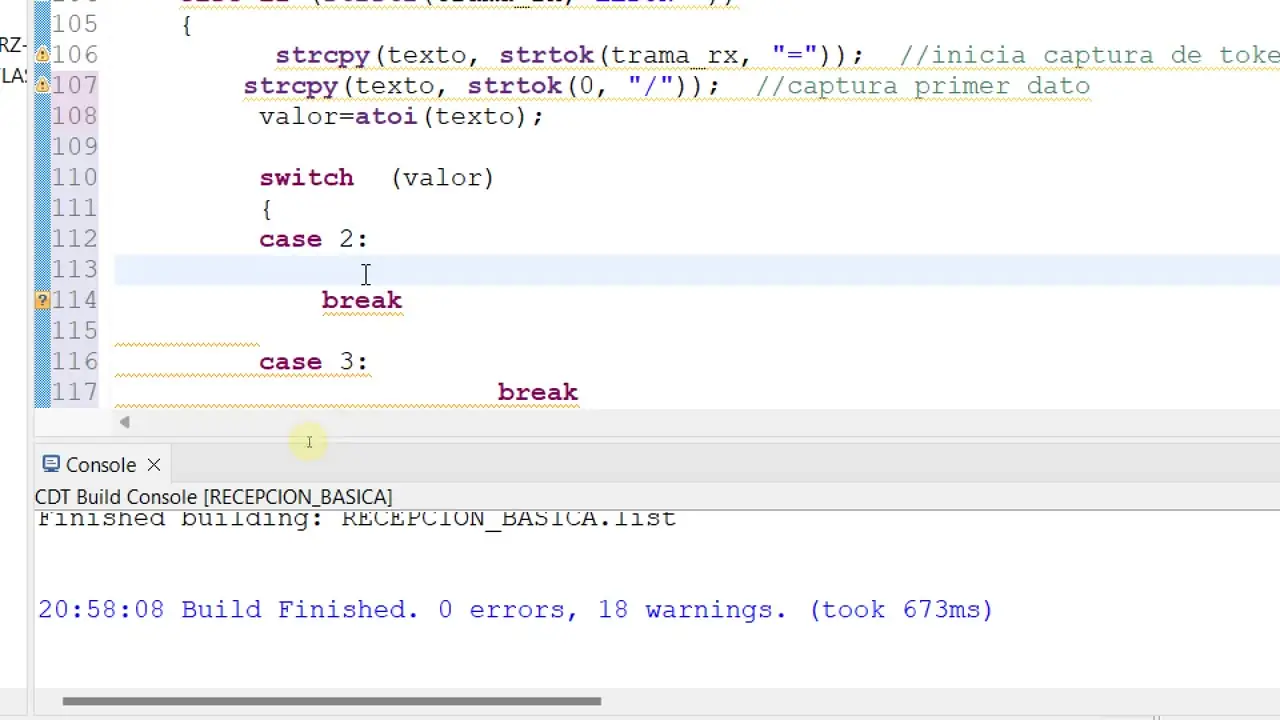 105 {
RZ-
106 strcpy(texto, strtok(trama_rx, "=")); //inicia captura de toke
107 strcpy(texto, strtok(0, "/")); //captura primer dato
108 valor=atoi(texto);
109
110 switch (valor)
111 {
112 case 2:
113
? 114 break
115
116 case 3:
117 break
Console
CDT Build Console [RECEPCION_BASICA]
Finished building: RECEPCION_BASICA.list
20:58:08 Build Finished. 0 errors, 18 warnings. (took 673ms)